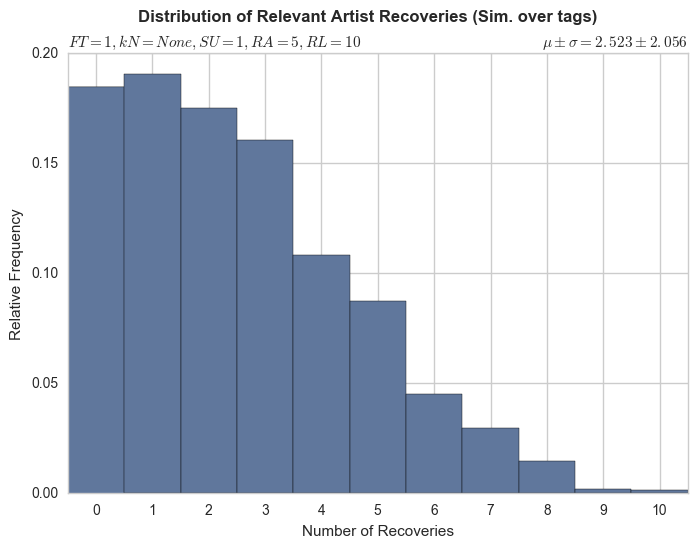 Distribution of Relevant Artist Recoveries (Sim. over tags)
FT = 1, kN = None, SU = 1, RA = 5, RL = 10
μ ± σ = 2.523 ± 2.056
0.20
0.15
0.10
0.05
0.00
Relative Frequency
0 1 2 3 4 5 6 7 8 9 10
Number of Recoveries